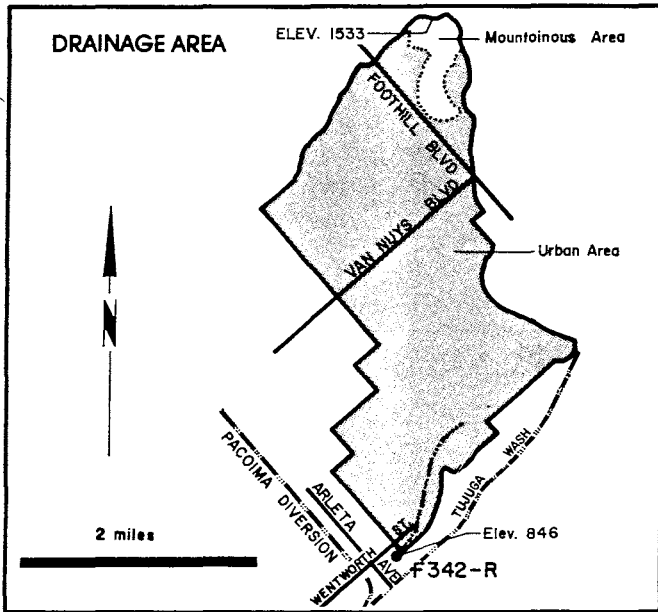 DRAINAGE AREA
ELEV. 1533
Mountainous Area
FOOTHILL BLVD
VAN NUYS BLVD
Urban Area
N
PACOIMA DIVERSION
ARLETA AVE
TUJUGA WASH
WENTWORTH ST.
Elev. 846
F342-R
2 miles